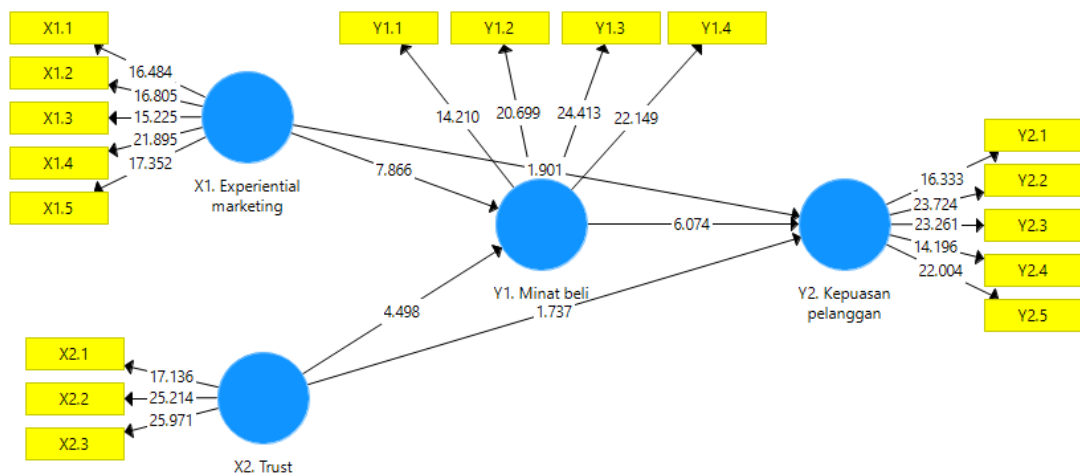 X1.1
X1.2
X1.3
X1.4
X1.5
16.484
16.805
15.225
21.895
17.352
X1. Experiential
marketing
Y1.1
Y1.2
Y1.3
Y1.4
14.210
20.699
24.413
22.149
7.866
1.901
6.074
Y1. Minat beli
4.498
1.737
Y2.1
Y2.2
Y2.3
Y2.4
Y2.5
16.333
23.724
23.261
14.196
22.004
Y2. Kepuasan
pelanggan
X2.1
X2.2
X2.3
17.136
25.214
25.971
X2. Trust